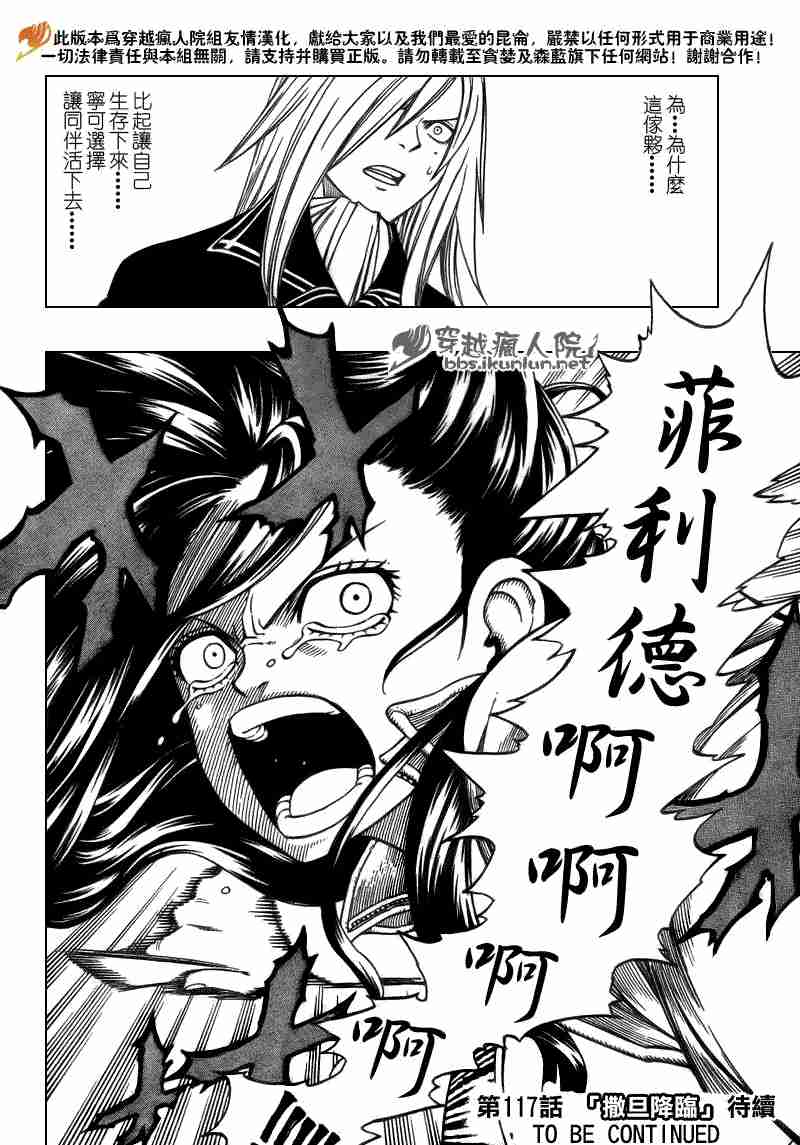 此版本爲穿越瘋人院組友情漢化，獻給大家以及我們最愛的昆侖，嚴禁以任何形式用于商業用途！
一切法律責任與本組無關，請支持并購買正版。請勿轉載至貪婪及森藍旗下任何網站！謝謝合作！
為⋯為什麼
這傢夥⋯⋯
比起讓自己
生存下來⋯⋯
寧可選擇
讓同伴活下去⋯⋯
穿越瘋人院
bbs.ikunlun.net
菲利德
啊
啊
啊
啊
第117話 「撒旦降臨」待續
TO BE CONTINUED